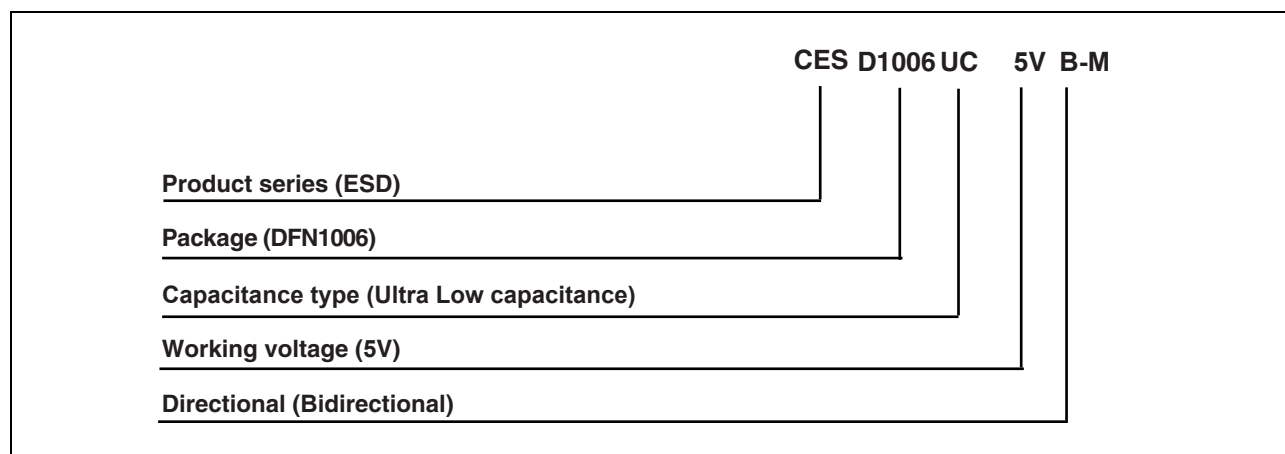 CES D1006 UC 5V B-M
Product series (ESD)
Package (DFN1006)
Capacitance type (Ultra Low capacitance)
Working voltage (5V)
Directional (Bidirectional)